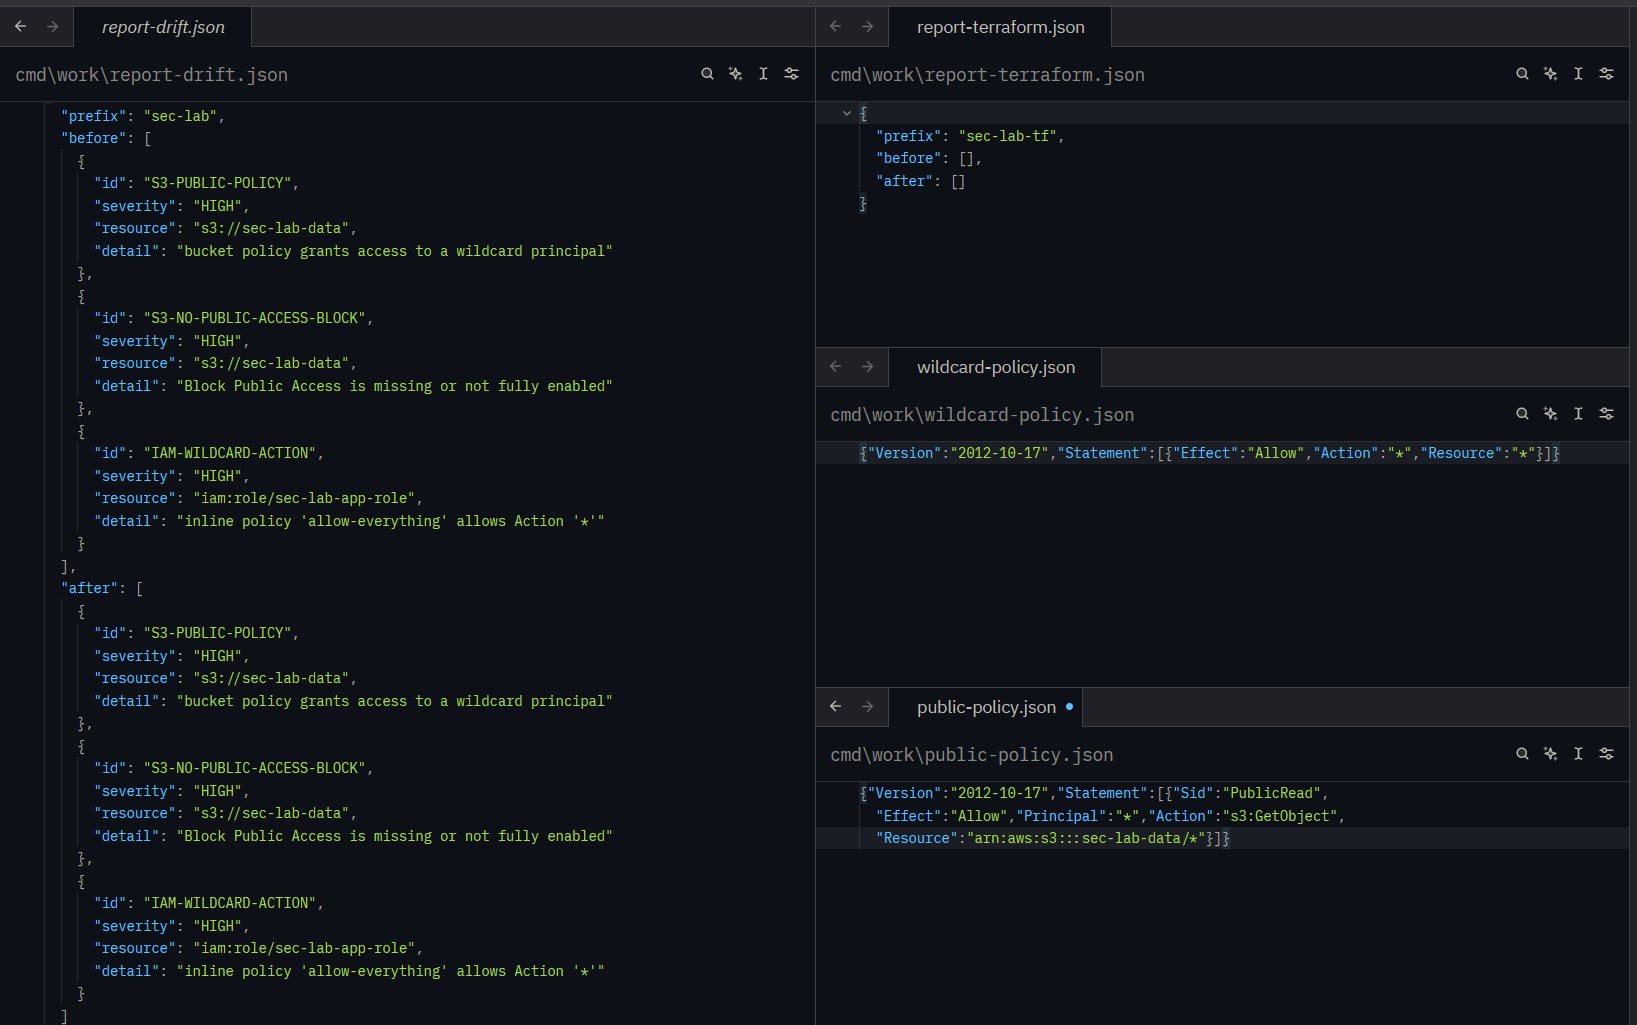 report-drift.json
cmd\work\report-drift.json
"prefix": "sec-lab",
"before": [
{
"id": "S3-PUBLIC-POLICY",
"severity": "HIGH",
"resource": "s3://sec-lab-data",
"detail": "bucket policy grants access to a wildcard principal"
},
{
"id": "S3-NO-PUBLIC-ACCESS-BLOCK",
"severity": "HIGH",
"resource": "s3://sec-lab-data",
"detail": "Block Public Access is missing or not fully enabled"
},
{
"id": "IAM-WILDCARD-ACTION",
"severity": "HIGH",
"resource": "iam:role/sec-lab-app-role",
"detail": "inline policy 'allow-everything' allows Action '*'"
}
],
"after": [
{
"id": "S3-PUBLIC-POLICY",
"severity": "HIGH",
"resource": "s3://sec-lab-data",
"detail": "bucket policy grants access to a wildcard principal"
},
{
"id": "S3-NO-PUBLIC-ACCESS-BLOCK",
"severity": "HIGH",
"resource": "s3://sec-lab-data",
"detail": "Block Public Access is missing or not fully enabled"
},
{
"id": "IAM-WILDCARD-ACTION",
"severity": "HIGH",
"resource": "iam:role/sec-lab-app-role",
"detail": "inline policy 'allow-everything' allows Action '*'"
}
]
report-terraform.json
cmd\work\report-terraform.json
{
"prefix": "sec-lab-tf",
"before": [],
"after": []
}
wildcard-policy.json
cmd\work\wildcard-policy.json
{"Version":"2012-10-17","Statement":[{"Effect":"Allow","Action":"*","Resource":"*"}]}
public-policy.json
cmd\work\public-policy.json
{"Version":"2012-10-17","Statement":[{"Sid":"PublicRead",
"Effect":"Allow","Principal":"*","Action":"s3:GetObject",
"Resource":"arn:aws:s3:::sec-lab-data/*"}]}